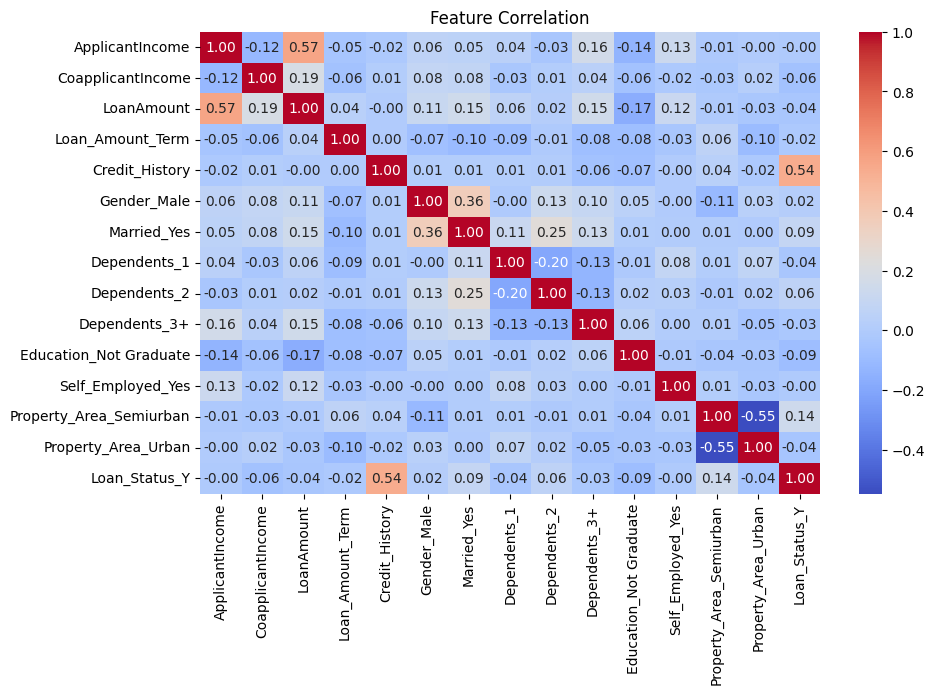 Feature Correlation
ApplicantIncome 1.00 -0.12 0.57 -0.05 -0.02 0.06 0.05 0.04 -0.03 0.16 -0.14 0.13 -0.01 -0.00 -0.00
CoapplicantIncome -0.12 1.00 0.19 -0.06 0.01 0.08 0.08 -0.03 0.01 0.04 -0.06 -0.02 -0.03 0.02 -0.06
LoanAmount 0.57 0.19 1.00 0.04 -0.00 0.11 0.15 0.06 0.02 0.15 -0.17 0.12 -0.01 -0.03 -0.04
Loan_Amount_Term -0.05 -0.06 0.04 1.00 0.00 -0.07 -0.10 -0.09 -0.01 -0.08 -0.08 -0.03 0.06 -0.10 -0.02
Credit_History -0.02 0.01 -0.00 0.00 1.00 0.01 0.01 0.01 0.01 -0.06 -0.07 -0.00 0.04 -0.02 0.54
Gender_Male 0.06 0.08 0.11 -0.07 0.01 1.00 0.36 -0.00 0.13 0.10 0.05 -0.00 -0.11 0.03 0.02
Married_Yes 0.05 0.08 0.15 -0.10 0.01 0.36 1.00 0.11 0.25 0.13 0.01 0.00 0.01 0.00 0.09
Dependents_1 0.04 -0.03 0.06 -0.09 0.01 -0.00 0.11 1.00 -0.20 -0.13 -0.01 0.08 0.01 0.07 -0.04
Dependents_2 -0.03 0.01 0.02 -0.01 0.01 0.13 0.25 -0.20 1.00 -0.13 0.02 0.03 -0.01 0.02 0.06
Dependents_3+ 0.16 0.04 0.15 -0.08 -0.06 0.10 0.13 -0.13 -0.13 1.00 0.06 0.00 0.01 -0.05 -0.03
Education_Not Graduate -0.14 -0.06 -0.17 -0.08 -0.07 0.05 0.01 -0.01 0.02 0.06 1.00 -0.01 -0.04 -0.03 -0.09
Self_Employed_Yes 0.13 -0.02 0.12 -0.03 -0.00 -0.00 0.00 0.08 0.03 0.00 -0.01 1.00 0.01 -0.03 -0.00
Property_Area_Semiurban -0.01 -0.03 -0.01 0.06 0.04 -0.11 0.01 0.01 -0.01 0.01 -0.04 0.01 1.00 -0.55 0.14
Property_Area_Urban -0.00 0.02 -0.03 -0.10 -0.02 0.03 0.00 0.07 0.02 -0.05 -0.03 -0.03 -0.55 1.00 -0.04
Loan_Status_Y -0.00 -0.06 -0.04 -0.02 0.54 0.02 0.09 -0.04 0.06 -0.03 -0.09 -0.00 0.14 -0.04 1.00
ApplicantIncome
CoapplicantIncome
LoanAmount
Loan_Amount_Term
Credit_History
Gender_Male
Married_Yes
Dependents_1
Dependents_2
Dependents_3+
Education_Not Graduate
Self_Employed_Yes
Property_Area_Semiurban
Property_Area_Urban
Loan_Status_Y
1.0
0.8
0.6
0.4
0.2
0.0
−0.2
−0.4